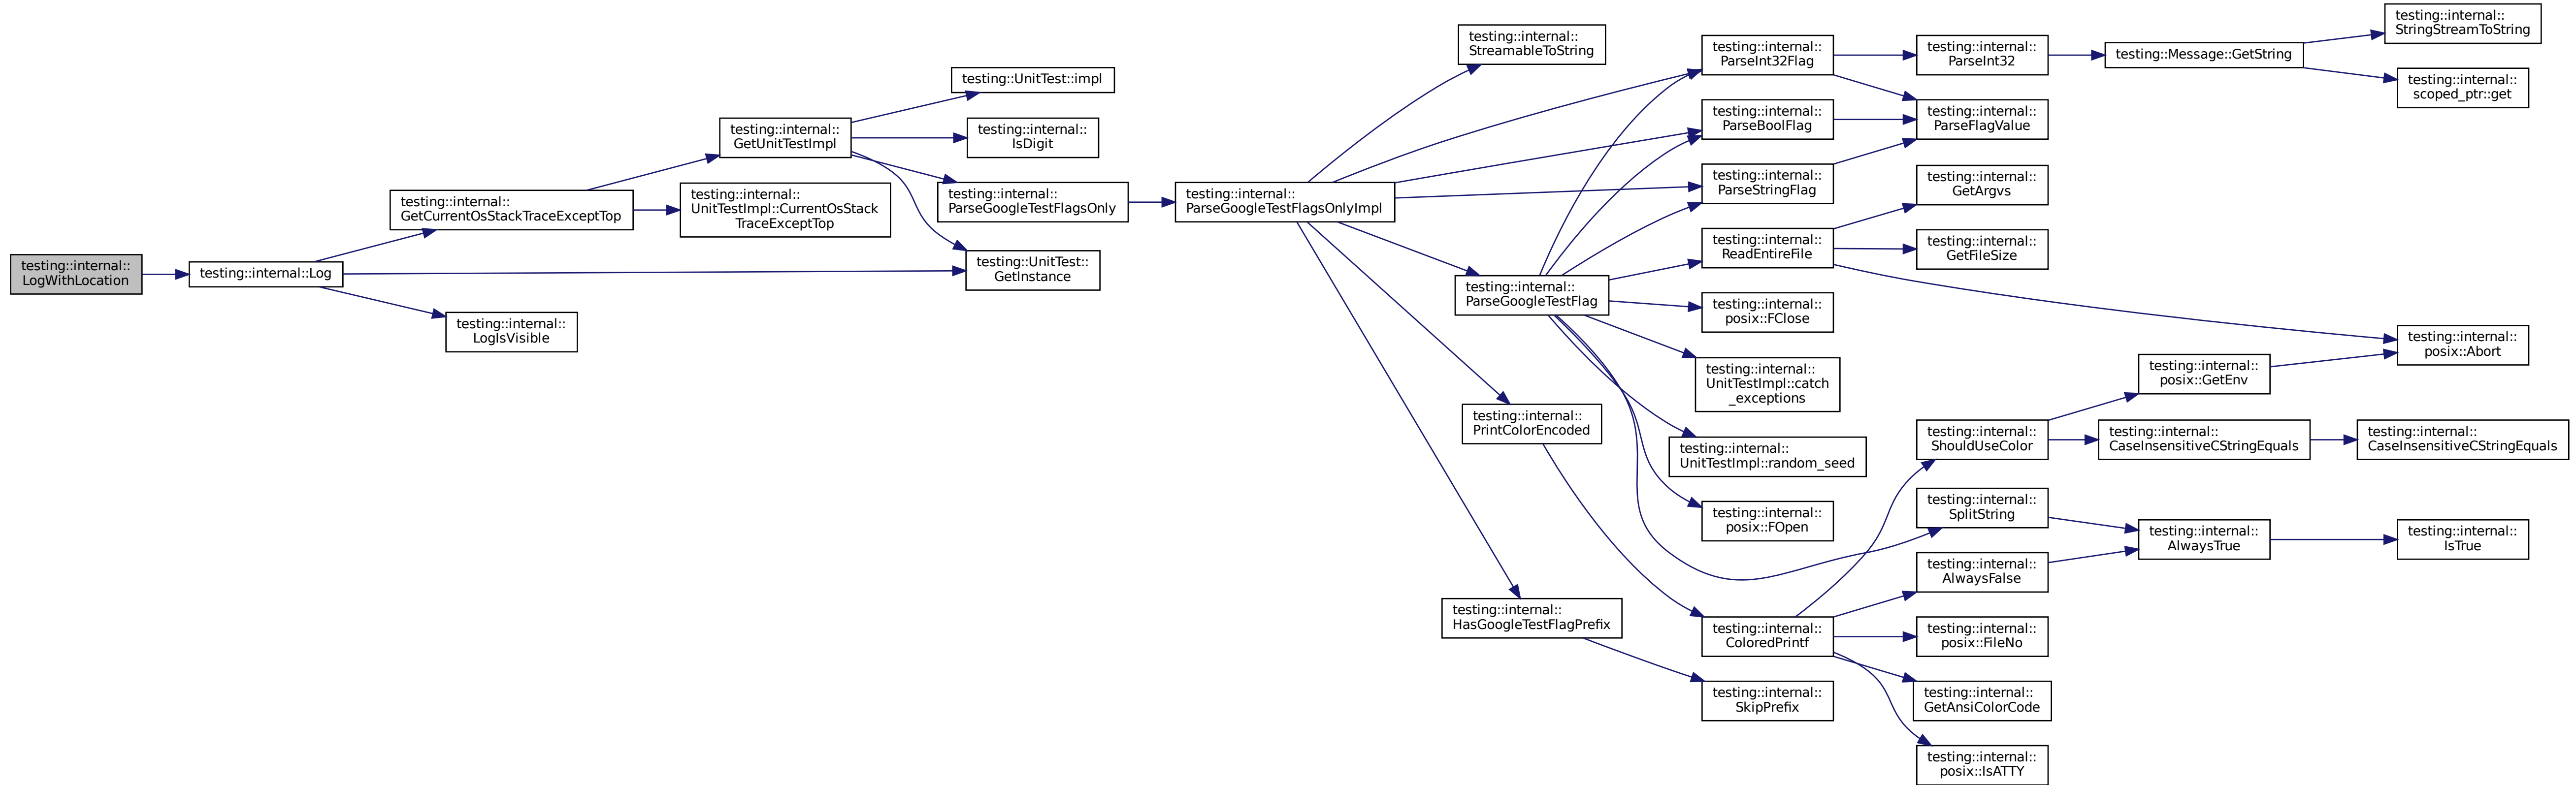 testing::internal::
LogWithLocation
testing::internal::Log
testing::internal::
GetCurrentOsStackTraceExceptTop
testing::internal::
LogIsVisible
testing::internal::
GetUnitTestImpl
testing::internal::
UnitTestImpl::CurrentOsStack
TraceExceptTop
testing::UnitTest::impl
testing::internal::
IsDigit
testing::internal::
ParseGoogleTestFlagsOnly
testing::UnitTest::
GetInstance
testing::internal::
ParseGoogleTestFlagsOnlyImpl
testing::internal::
StreamableToString
testing::internal::
ParseGoogleTestFlag
testing::internal::
PrintColorEncoded
testing::internal::
HasGoogleTestFlagPrefix
testing::internal::
ParseInt32Flag
testing::internal::
ParseBoolFlag
testing::internal::
ParseStringFlag
testing::internal::
ReadEntireFile
testing::internal::
posix::FClose
testing::internal::
UnitTestImpl::catch
_exceptions
testing::internal::
UnitTestImpl::random_seed
testing::internal::
posix::FOpen
testing::internal::
ColoredPrintf
testing::internal::
SkipPrefix
testing::internal::
ParseInt32
testing::internal::
ParseFlagValue
testing::internal::
GetArgvs
testing::internal::
GetFileSize
testing::internal::
ShouldUseColor
testing::internal::
SplitString
testing::internal::
AlwaysFalse
testing::internal::
posix::FileNo
testing::internal::
GetAnsiColorCode
testing::internal::
posix::IsATTY
testing::Message::GetString
testing::internal::
posix::GetEnv
testing::internal::
CaseInsensitiveCStringEquals
testing::internal::
AlwaysTrue
testing::internal::
StringStreamToString
testing::internal::
scoped_ptr::get
testing::internal::
posix::Abort
testing::internal::
CaseInsensitiveCStringEquals
testing::internal::
IsTrue